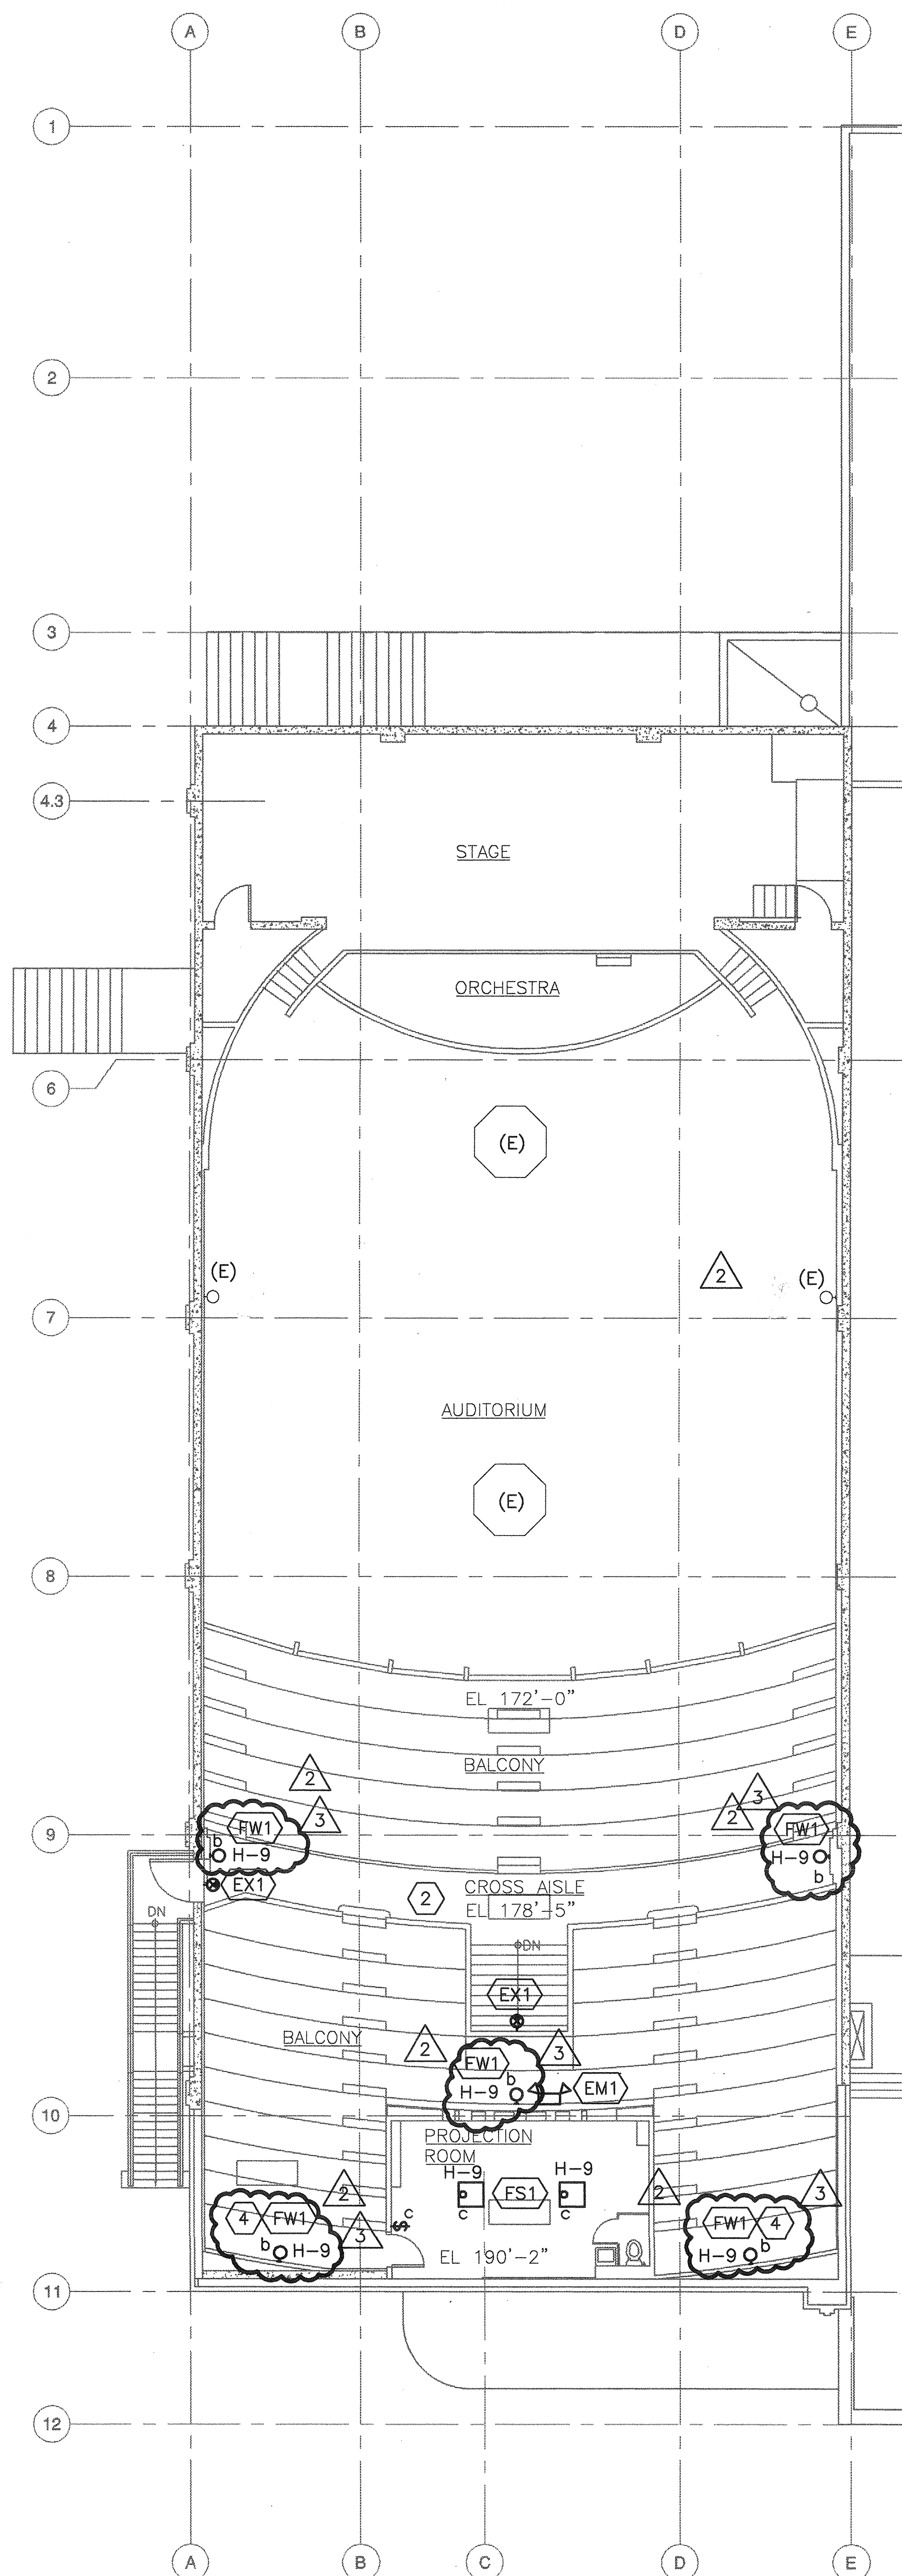 A B D E
1
2
3
4
4.3
STAGE
ORCHESTRA
6
(E)
(E) 2 (E)
7
AUDITORIUM
(E)
8
EL 172'-0"
BALCONY
2 3
3 2
FW1 FW1
9
b H-9 H-9 b
EX1 2 CROSS AISLE
EL 178'-5"
DN
DN
EX1
BALCONY 2 3
FW1
H-9 b EM1
10
PROJECTION
ROOM
H-9 H-9
2 FS1 2 3
c c
4 FW1 3 c FW1 4
b H-9 $ H-9 b
EL 190'-2"
11
12
A B C D E